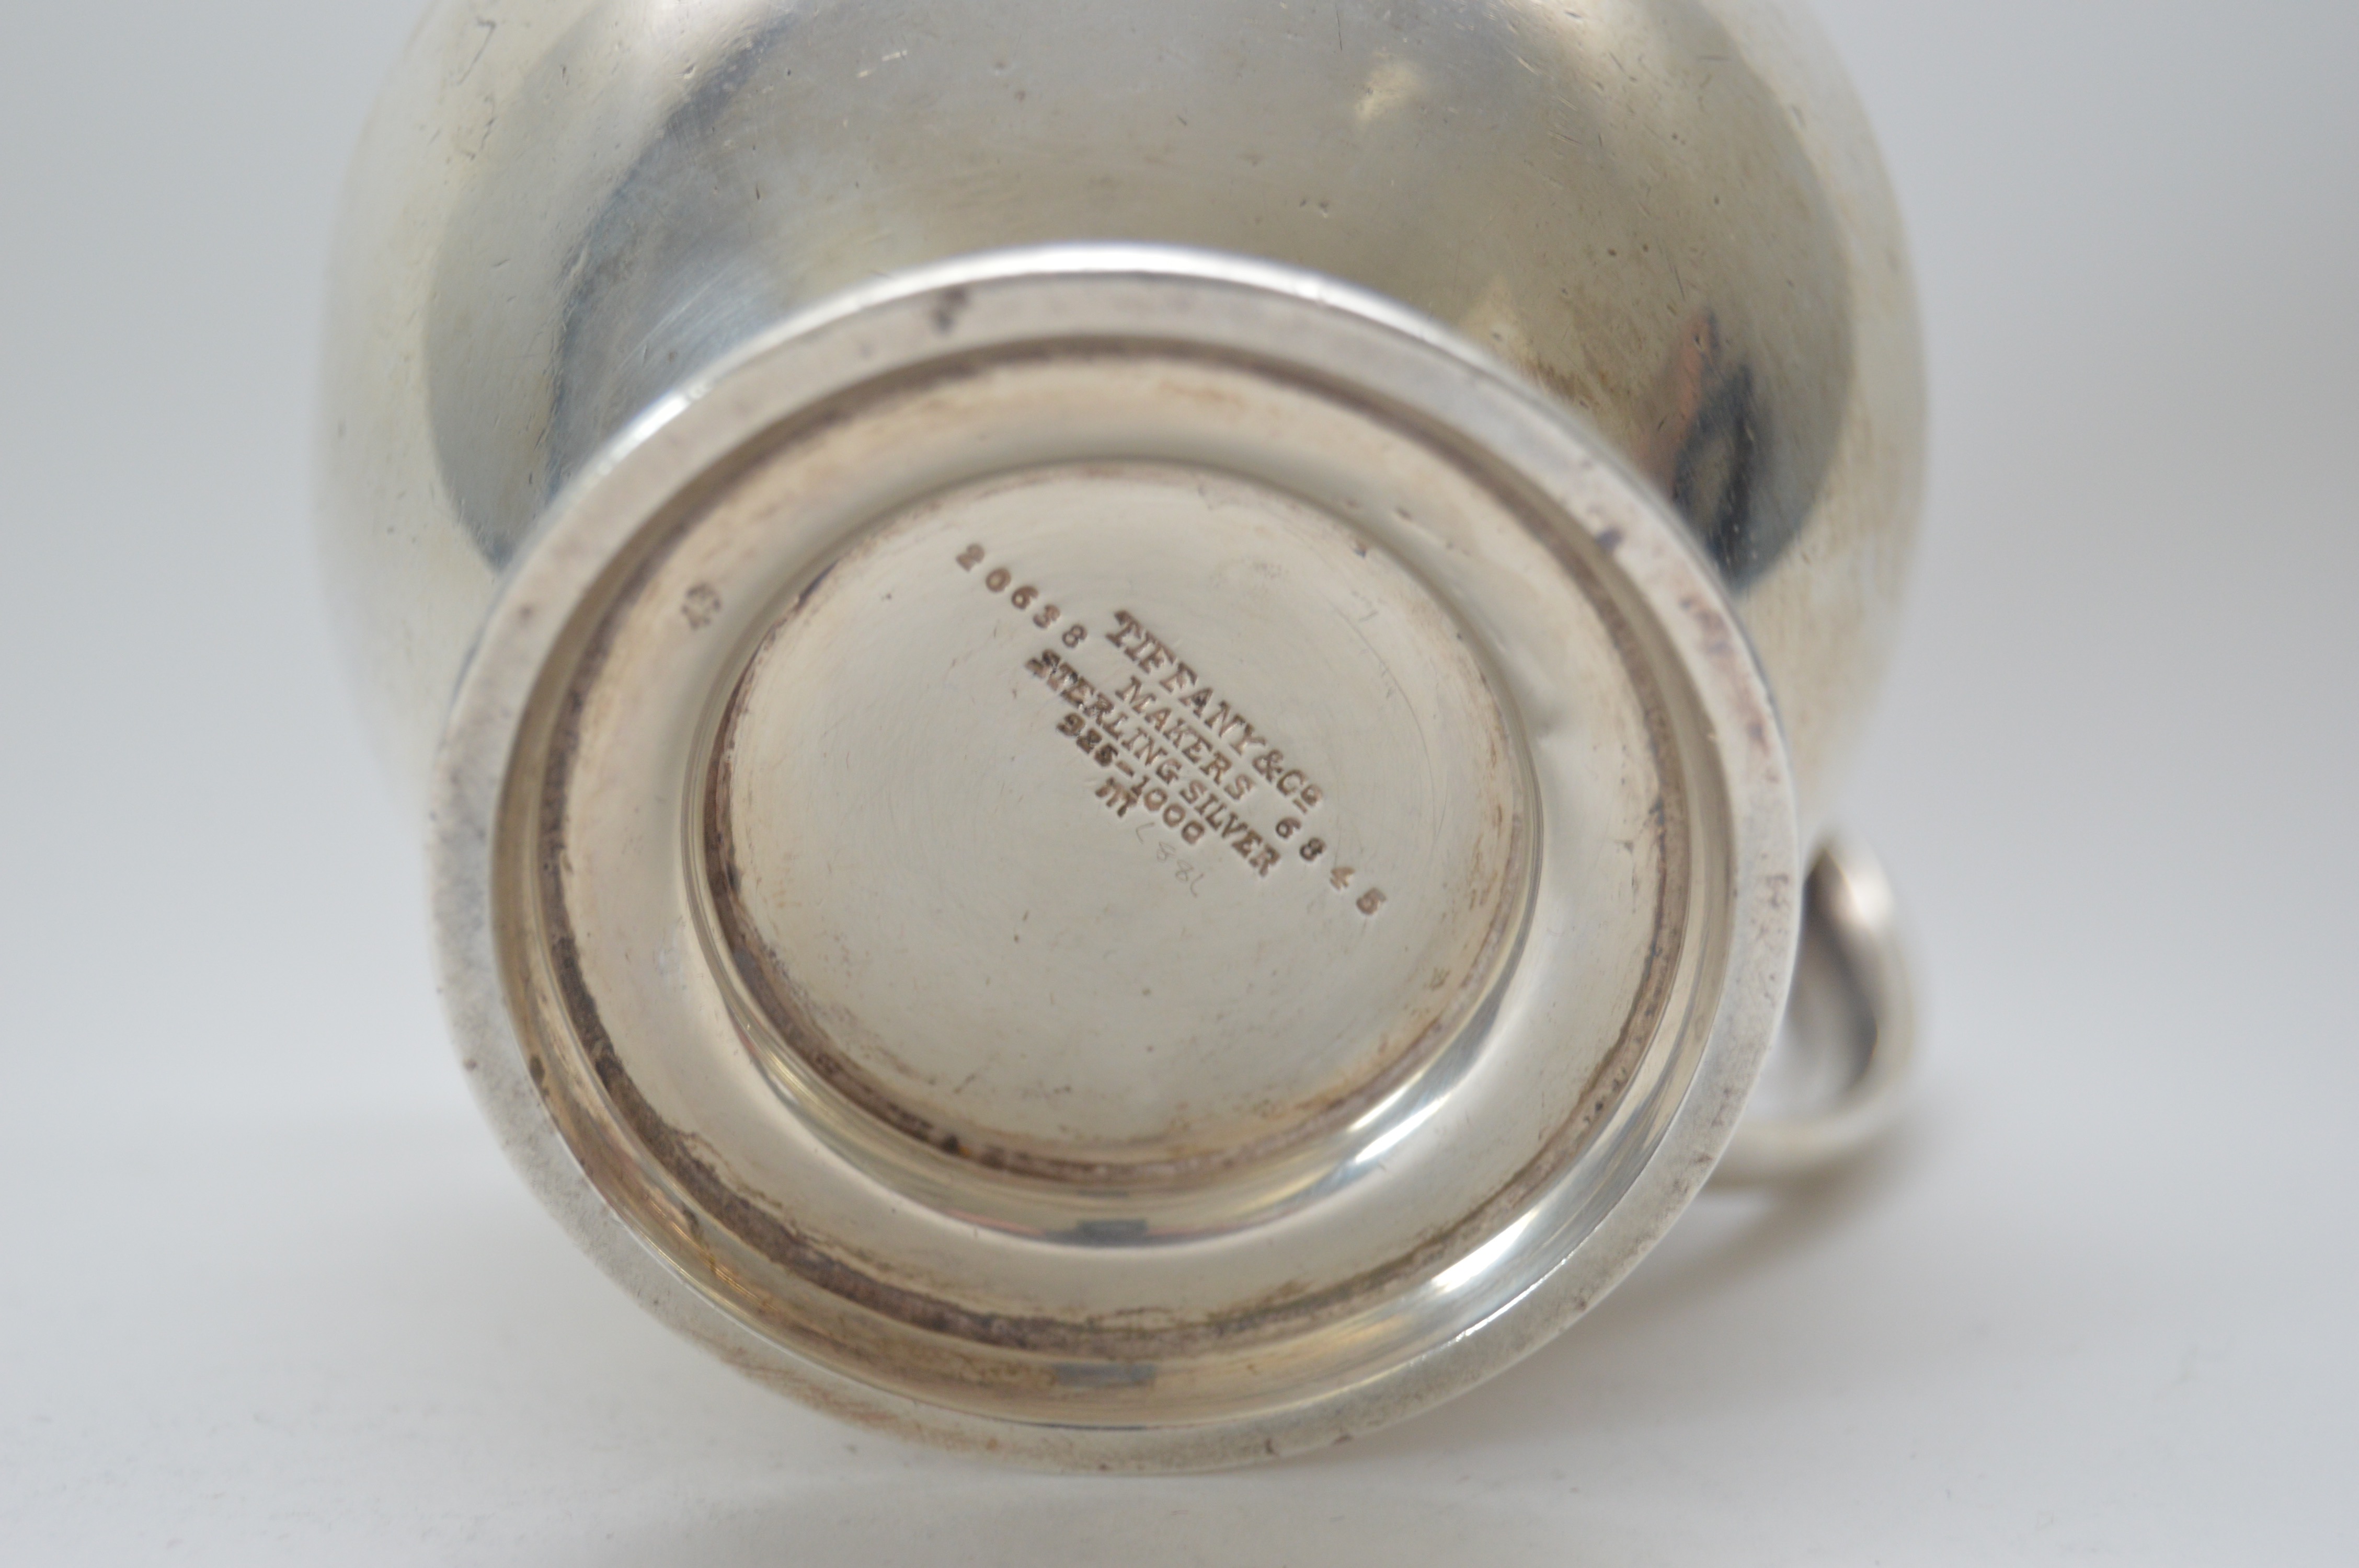 TIFFANY & Co
20638 MAKERS 6845
STERLING SILVER
925-1000
m